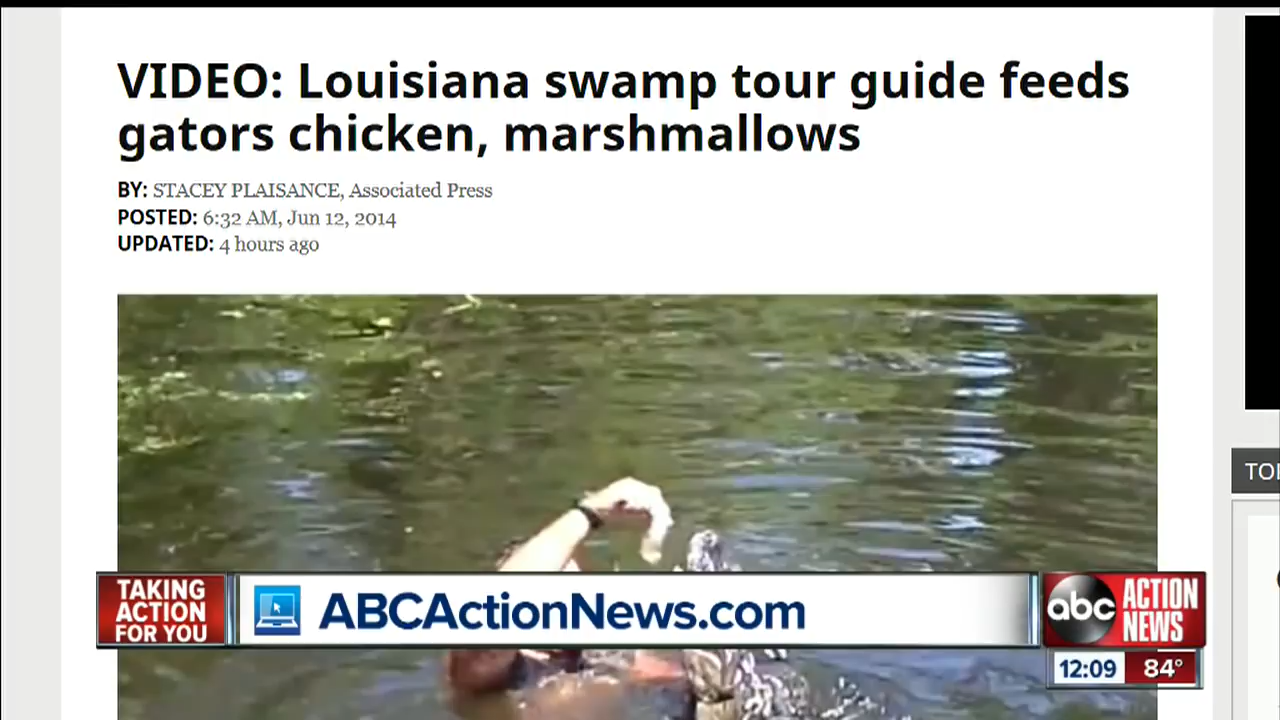 VIDEO: Louisiana swamp tour guide feeds
gators chicken, marshmallows
BY: STACEY PLAISANCE, Associated Press
POSTED: 6:32 AM, Jun 12, 2014
UPDATED: 4 hours ago
TAKING
ACTION
FOR YOU
ABCActionNews.com
abc
ACTION
NEWS
12:09 84°